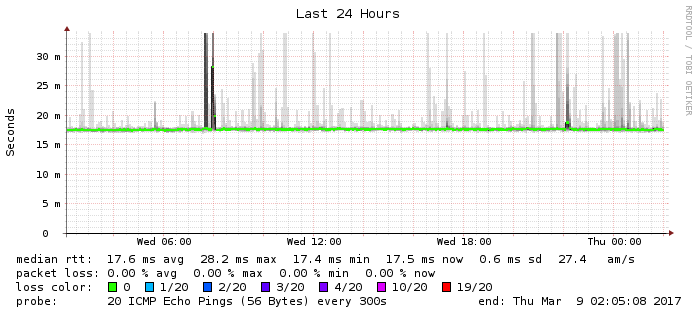 Last 24 Hours
RRDTOOL / TOBI OETIKER
Seconds
30 m
25 m
20 m
15 m
10 m
5 m
0
Wed 06:00 Wed 12:00 Wed 18:00 Thu 00:00
median rtt: 17.6 ms avg 28.2 ms max 17.4 ms min 17.5 ms now 0.6 ms sd 27.4 am/s
packet loss: 0.00 % avg 0.00 % max 0.00 % min 0.00 % now
loss color: 0 1/20 2/20 3/20 4/20 10/20 19/20
probe: 20 ICMP Echo Pings (56 Bytes) every 300s end: Thu Mar 9 02:05:08 2017